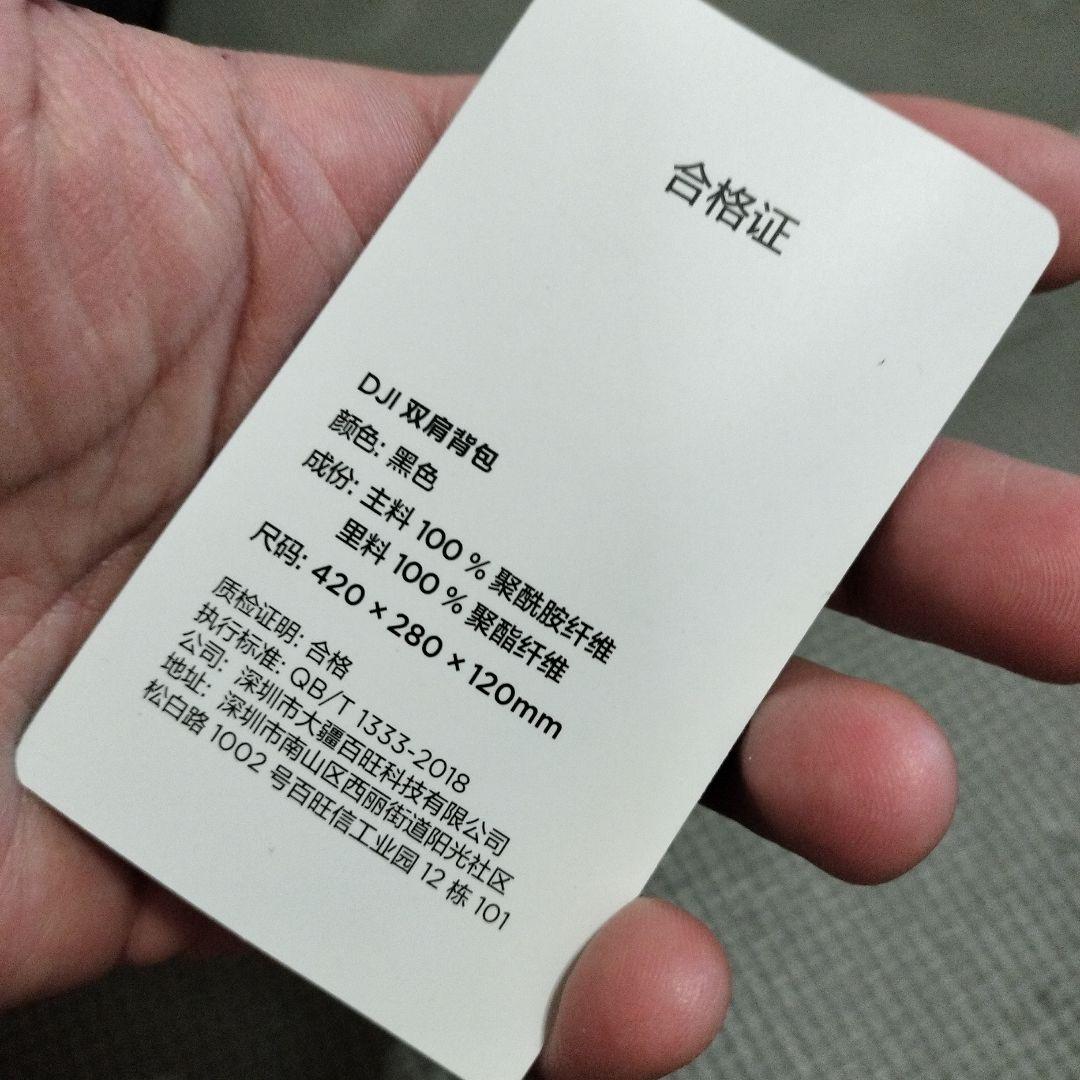 合格证
DJI 双肩背包
颜色: 黑色
成份: 主料 100 % 聚酰胺纤维
里料 100 % 聚酯纤维
尺码: 420 × 280 × 120mm
质检证明: 合格
执行标准: QB/T 1333-2018
公司: 深圳市大疆百旺科技有限公司
地址: 深圳市南山区西丽街道阳光社区
松白路 1002 号百旺信工业园 12 栋 101